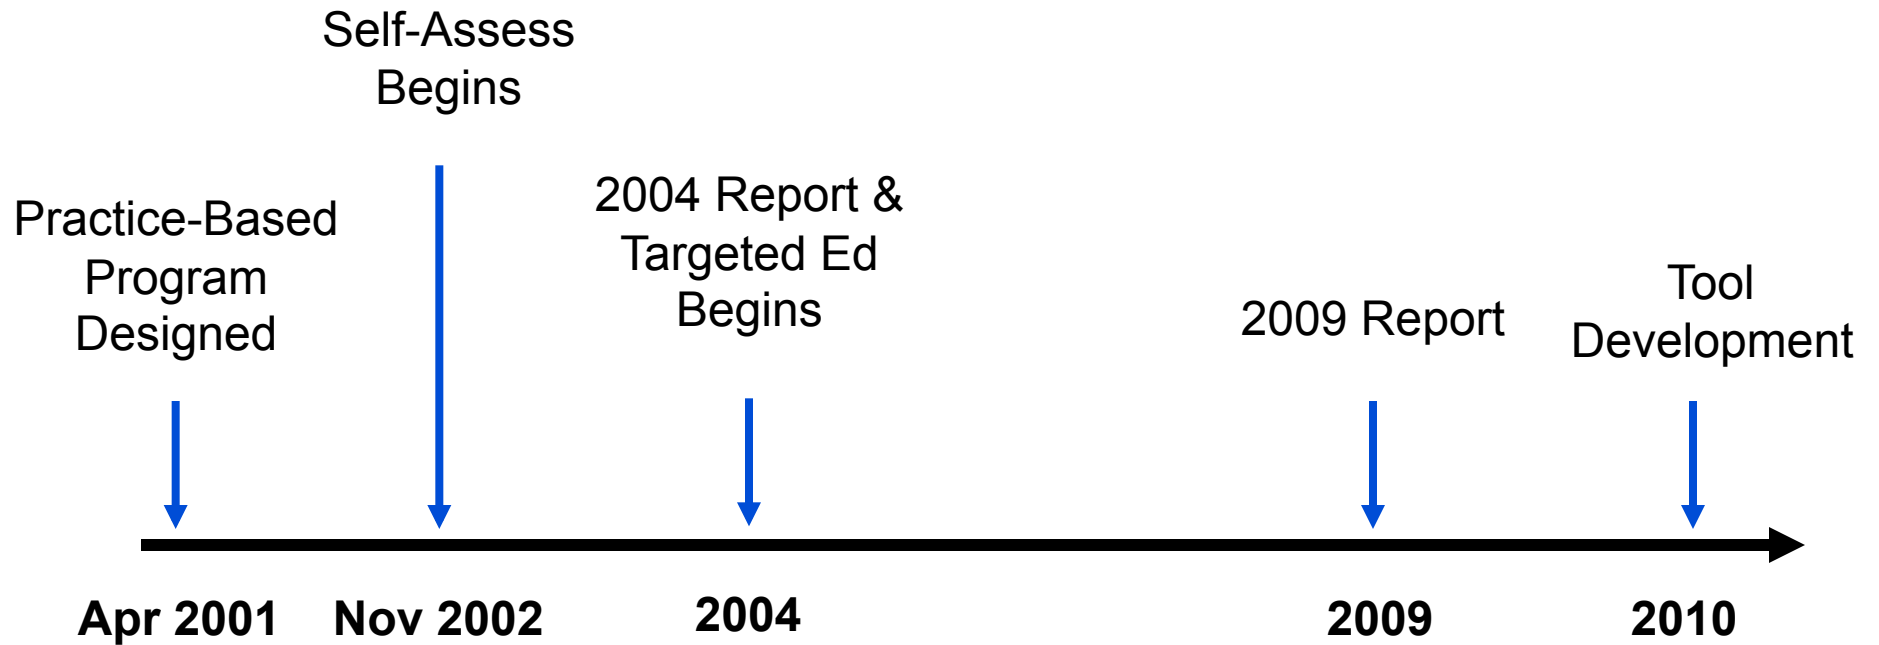 Self-Assess
Begins
Practice-Based
Program
Designed
2004 Report &
Targeted Ed
Begins
2009 Report
Tool
Development
Apr 2001
Nov 2002
2004
2009
2010